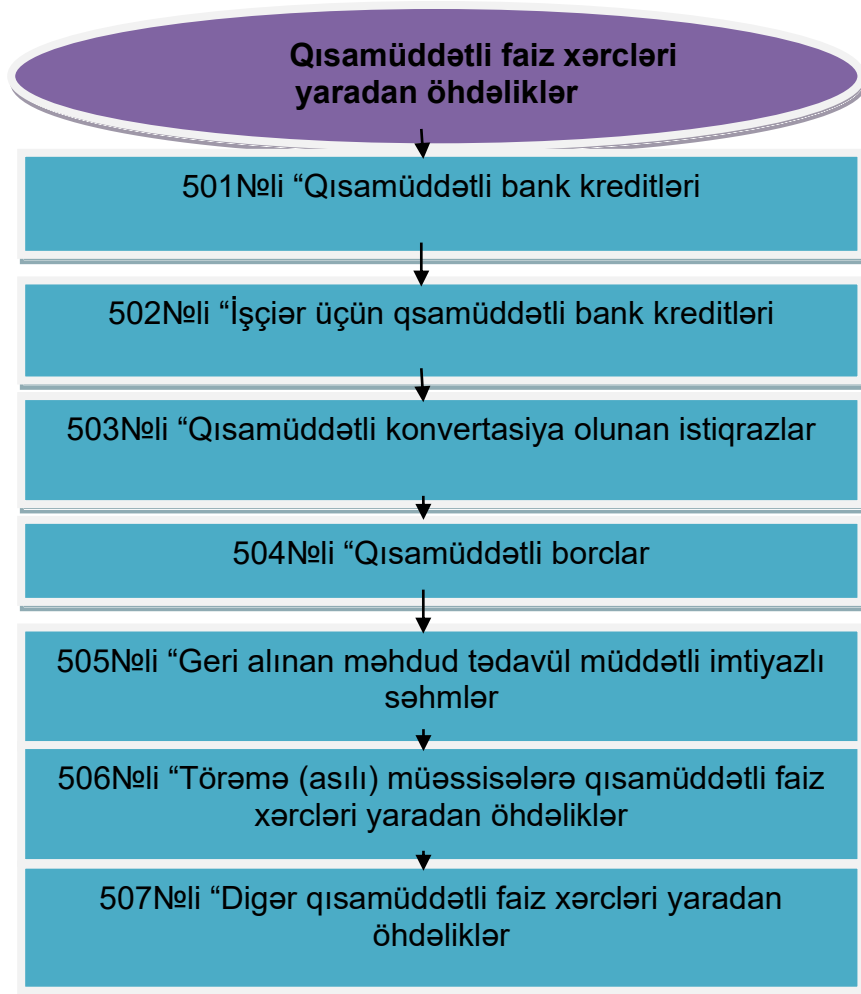 Qısamüddətli faiz xərcləri
yaradan öhdəliklər
501№li “Qısamüddətli bank kreditləri
502№li “İşçiər üçün qsamüddətli bank kreditləri
503№li “Qısamüddətli konvertasiya olunan istiqrazlar
504№li “Qısamüddətli borclar
505№li “Geri alınan məhdud tədavül müddətli imtiyazlı
səhmlər
506№li “Törəmə (asılı) müəssisələrə qısamüddətli faiz
xərcləri yaradan öhdəliklər
507№li “Digər qısamüddətli faiz xərcləri yaradan
öhdəliklər